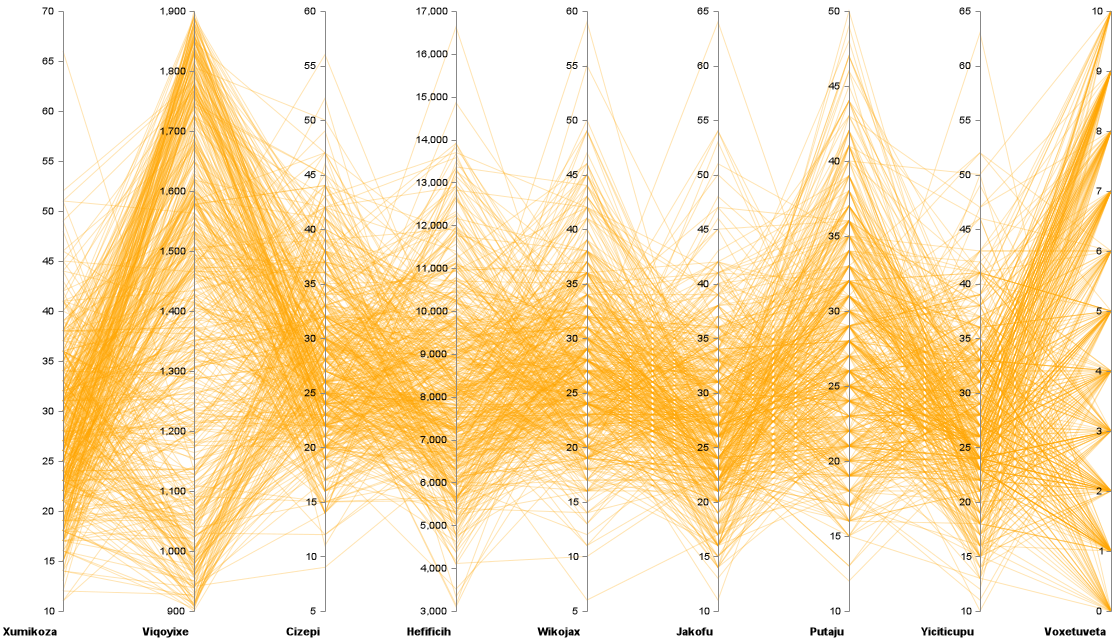 70 1,900 60 17,000 60 65 50 65 10
65 1,800 55 16,000 55 60 45 60 9
60 1,700 50 15,000 50 55 40 55 8
55 1,600 45 14,000 45 50 35 50 7
50 1,500 40 13,000 40 45 30 45 6
45 1,400 35 12,000 35 40 25 40 5
40 1,300 30 11,000 30 35 20 35 4
35 1,200 25 10,000 25 30 15 30 3
30 1,100 20 9,000 20 25 10 25 2
25 1,000 15 8,000 15 20 20 1
20 900 10 7,000 10 15 15 0
15 5 6,000 5 10 10
10 5,000
4,000
3,000
Xumikoza Viqoyixe Cizepi Hefificih Wikojax Jakofu Putaju Yiciticupu Voxetuveta